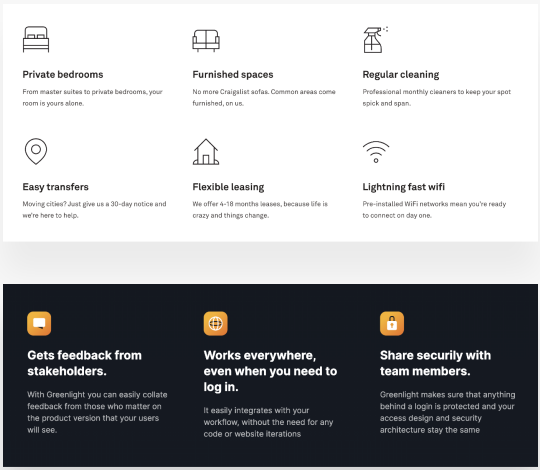 Private bedrooms
Furnished spaces
Regular cleaning
From master suites to private bedrooms, your
room is yours alone.
No more Craigslist sofas. Common areas come
furnished, on us.
Professional monthly cleaners to keep your spot
spick and span.
Easy transfers
Flexible leasing
Lightning fast wifi
Moving cities? Just give us a 30-day notice and
we're here to help.
We offer 4-18 months leases, because life is
crazy and things change.
Pre-installed WiFi networks mean you're ready
to connect on day one.
Gets feedback from
stakeholders.
With Greenlight you can easily collate
feedback from those who matter on
the product version that your users
will see.
Works everywhere,
even when you need to
log in.
It easily integrates with your
workflow, without the need for any
code or website iterations
Share securily with
team members.
Greenlight makes sure that anything
behind a login is protected and your
access design and security
architecture stay the same